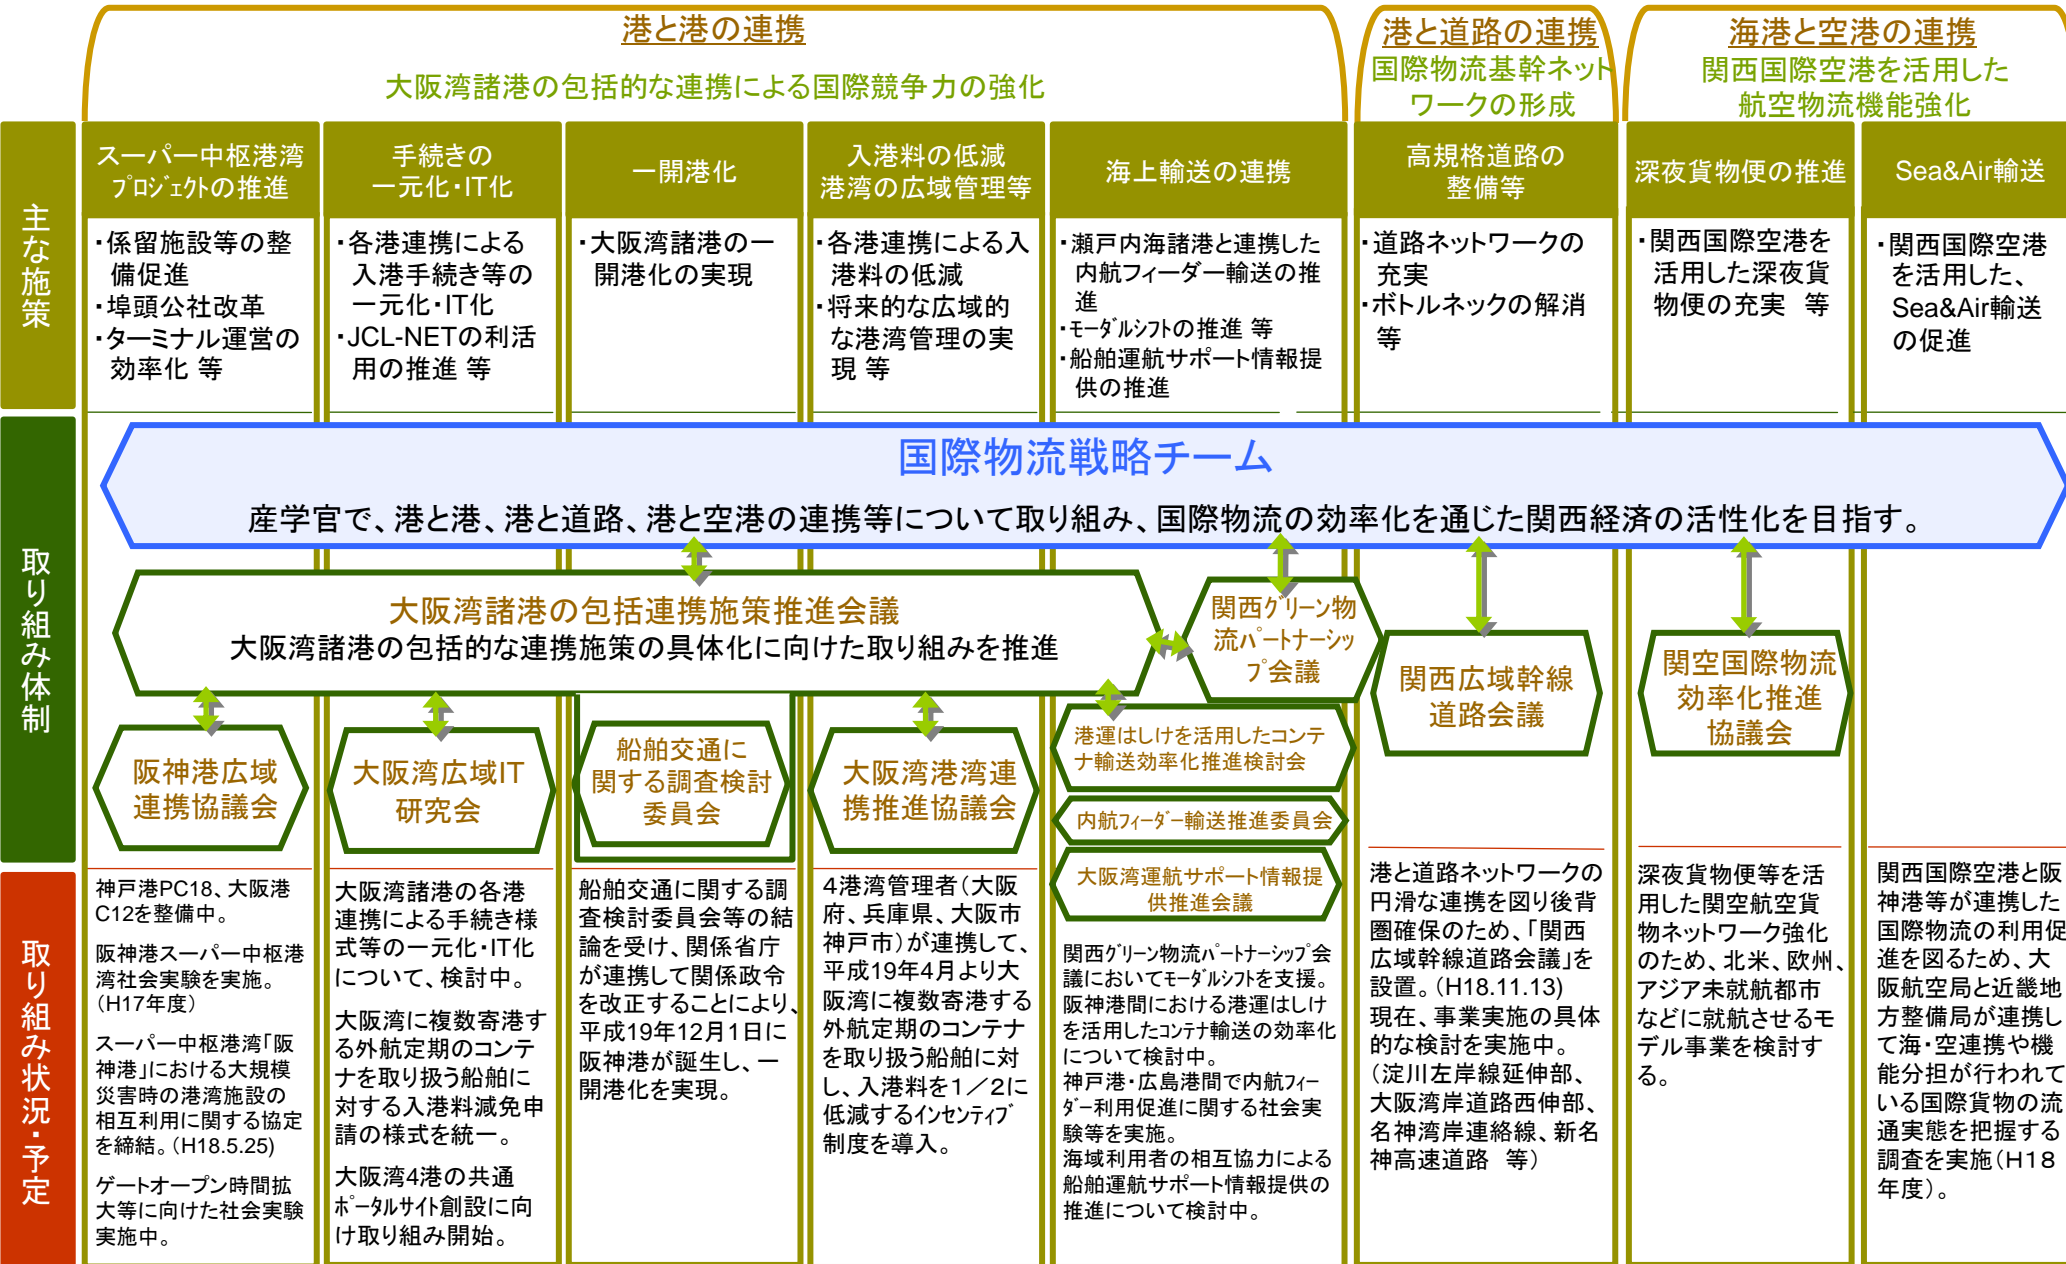 港と港の連携
大阪湾諸港の包括的な連携による国際競争力の強化
港と道路の連携
国際物流基幹ネット
ワークの形成
海港と空港の連携
関西国際空港を活用した
航空物流機能強化
主な施策
スーパー中枢港湾
プロジェクトの推進
・係留施設等の整
備促進
・埠頭公社改革
・ターミナル運営の
効率化 等
手続きの
一元化・IT化
・各港連携による
入港手続き等の
一元化・IT化
・JCL-NETの利活
用の推進 等
一開港化
・大阪湾諸港の一
開港化の実現
入港料の低減
港湾の広域管理等
・各港連携による入
港料の低減
・将来的な広域的
な港湾管理の実
現 等
海上輸送の連携
・瀬戸内海諸港と連携した
内航フィーダー輸送の推
進
・モーダルシフトの推進 等
・船舶運航サポート情報提
供の推進
高規格道路の
整備等
・道路ネットワークの
充実
・ボトルネックの解消
等
深夜貨物便の推進
・関西国際空港を
活用した深夜貨
物便の充実 等
Sea&Air輸送
・関西国際空港
を活用した、
Sea&Air輸送
の促進
取り組み体制
国際物流戦略チーム
産学官で、港と港、港と道路、港と空港の連携等について取り組み、国際物流の効率化を通じた関西経済の活性化を目指す。
大阪湾諸港の包括連携施策推進会議
大阪湾諸港の包括的な連携施策の具体化に向けた取り組みを推進
関西グリーン物
流パートナーシッ
プ会議
関西広域幹線
道路会議
関空国際物流
効率化推進
協議会
阪神港広域
連携協議会
大阪湾広域IT
研究会
船舶交通に
関する調査検討
委員会
大阪湾港湾連
携推進協議会
港運はしけを活用したコンテ
ナ輸送効率化推進検討会
内航フィーダー輸送推進委員会
大阪湾運航サポート情報提
供推進会議
取り組み状況・予定
神戸港PC18、大阪港
C12を整備中。
阪神港スーパー中枢港
湾社会実験を実施。
(H17年度)
スーパー中枢港湾「阪
神港」における大規模
災害時の港湾施設の
相互利用に関する協定
を締結。(H18.5.25)
ゲートオープン時間拡
大等に向けた社会実験
実施中。
大阪湾諸港の各港
連携による手続き様
式等の一元化・IT化
について、検討中。
大阪湾に複数寄港す
る外航定期のコンテ
ナを取り扱う船舶に
対する入港料減免申
請の様式を統一。
大阪湾4港の共通
ポータルサイト創設に向
け取り組み開始。
船舶交通に関する調
査検討委員会等の結
論を受け、関係省庁
が連携して関係政令
を改正することにより、
平成19年12月1日に
阪神港が誕生し、一
開港化を実現。
4港湾管理者(大阪
府、兵庫県、大阪市
神戸市)が連携して、
平成19年4月より大
阪湾に複数寄港する
外航定期のコンテナ
を取り扱う船舶に対
し、入港料を1/2に
低減するインセンティブ
制度を導入。
関西グリーン物流パートナーシップ会
議においてモーダルシフトを支援。
阪神港間における港運はしけ
を活用したコンテナ輸送の効率化
について検討中。
神戸港・広島港間で内航フィー
ダー利用促進に関する社会実
験等を実施。
海域利用者の相互協力による
船舶運航サポート情報提供の
推進について検討中。
港と道路ネットワークの
円滑な連携を図り後背
圏確保のため、「関西
広域幹線道路会議」を
設置。(H18.11.13)
現在、事業実施の具体
的な検討を実施中。
(淀川左岸線延伸部、
大阪湾岸道路西伸部、
名神湾岸連絡線、新名
神高速道路 等)
深夜貨物便等を活
用した関空航空貨
物ネットワーク強化
のため、北米、欧州、
アジア未就航都市
などに就航させるモ
デル事業を検討す
る。
関西国際空港と阪
神港等が連携した
国際物流の利用促
進を図るため、大
阪航空局と近畿地
方整備局が連携し
て海・空連携や機
能分担が行われて
いる国際貨物の流
通実態を把握する
調査を実施(H18
年度)。